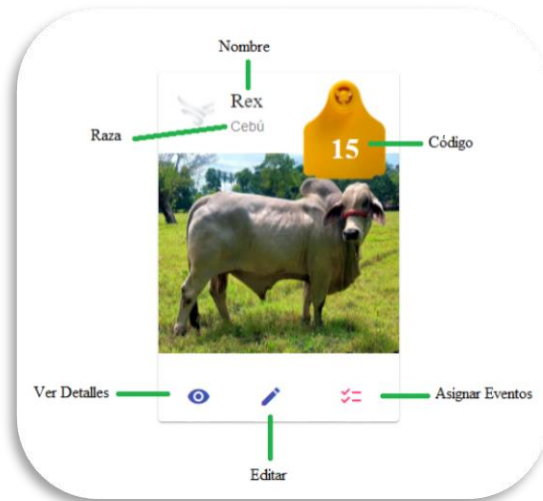 Nombre
Rex
Cebú
Raza
15
Código
Ver Detalles
Asignar Eventos
Editar